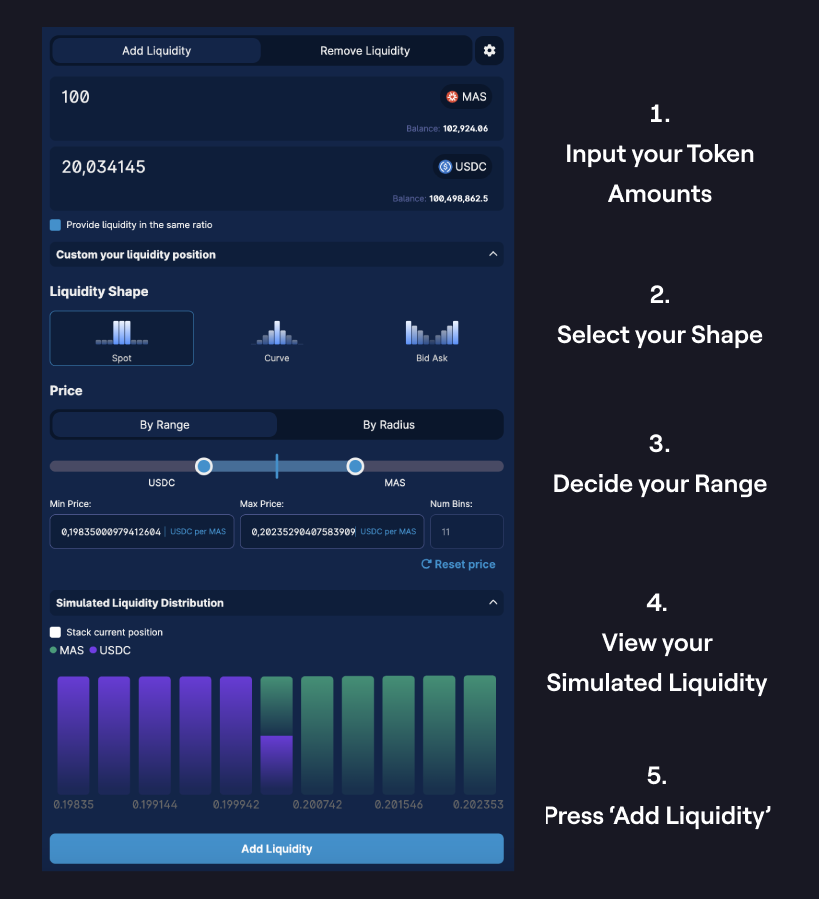 Add Liquidity
Remove Liquidity
100
MAS
Balance: 102,924.06
20,034145
USDC
Balance: 100,498,862.5
Provide liquidity in the same ratio
Custom your liquidity position
Liquidity Shape
Spot
Curve
Bid Ask
Price
By Range
By Radius
USDC
MAS
Min Price:
Max Price:
Num Bins:
0,19835000979412604
USDC per MAS
0,20235290407583909
USDC per MAS
11
Reset price
Simulated Liquidity Distribution
Stack current position
MAS
USDC
0.19835
0.199144
0.199942
0.200742
0.201546
0.202353
Add Liquidity
1.
Input your Token
Amounts
2.
Select your Shape
3.
Decide your Range
4.
View your
Simulated Liquidity
5.
Press ‘Add Liquidity’